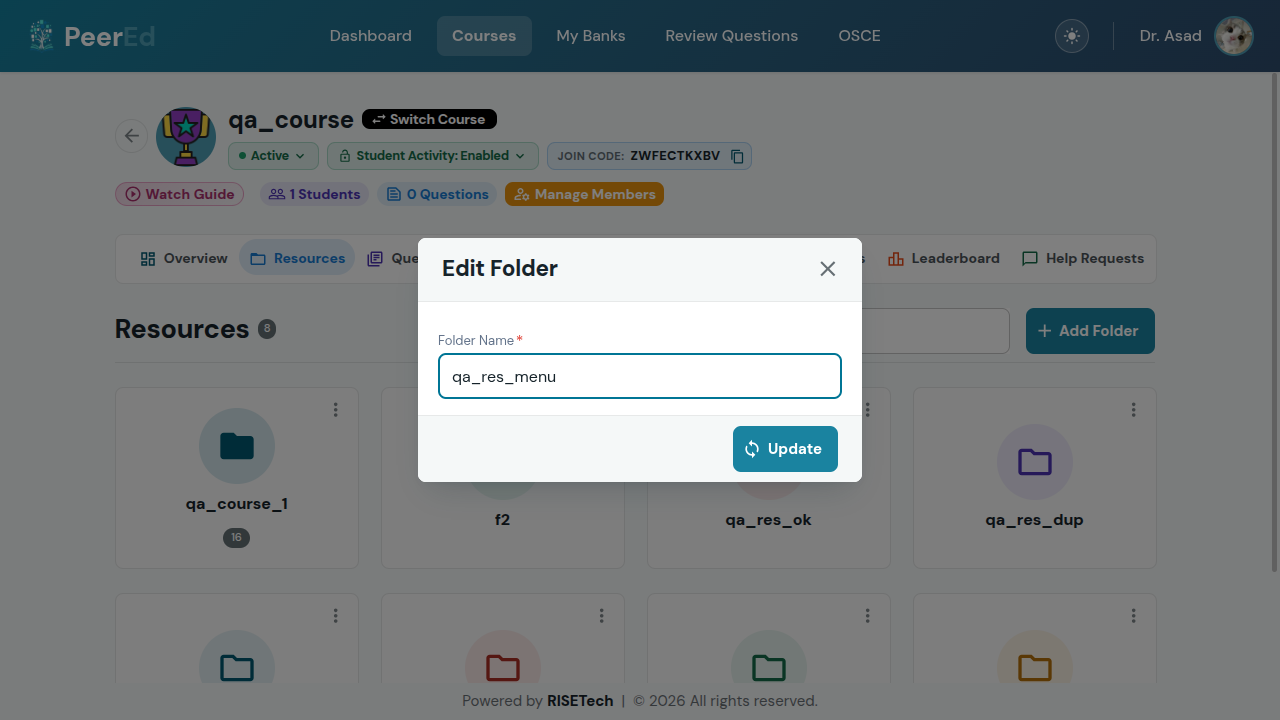 PeerEd
Dashboard
Courses
My Banks
Review Questions
OSCE
Dr. Asad
qa_course
Switch Course
Active
Student Activity: Enabled
JOIN CODE: ZWFECTKXBV
Watch Guide
1 Students
0 Questions
Manage Members
Overview
Resources
Que
s
Leaderboard
Help Requests
Resources 8
Add Folder
Edit Folder
Folder Name *
qa_res_menu
Update
qa_course_1
16
f2
qa_res_ok
qa_res_dup
Powered by RISETech | © 2026 All rights reserved.